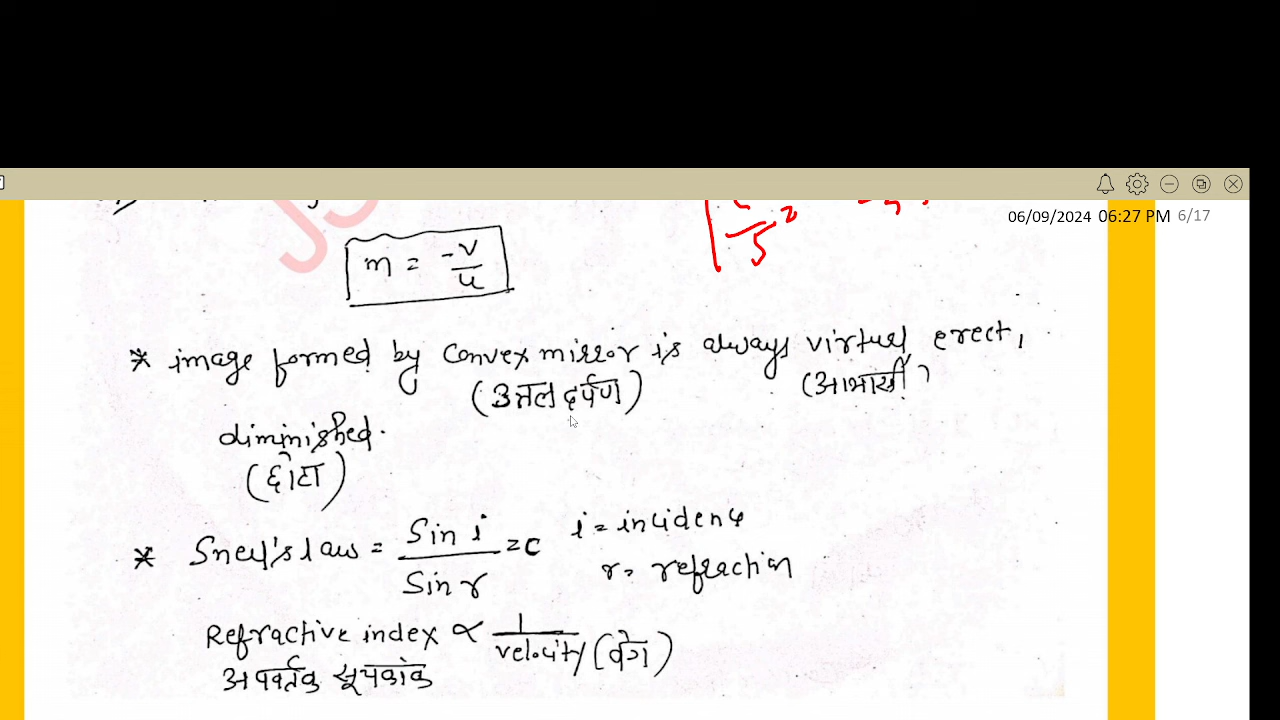 06/09/2024 06:27 PM 6/17
m = -v/u
* image formed by convex mirror is always virtual erect,
(उत्तल दर्पण) (आभासी)
diminished.
(छोटा)
* Snell's law = Sin i / Sin r = c i = incidence
r = refraction
Refractive index ∝ 1/velocity (वेग)
अपवर्तक सूचकांक